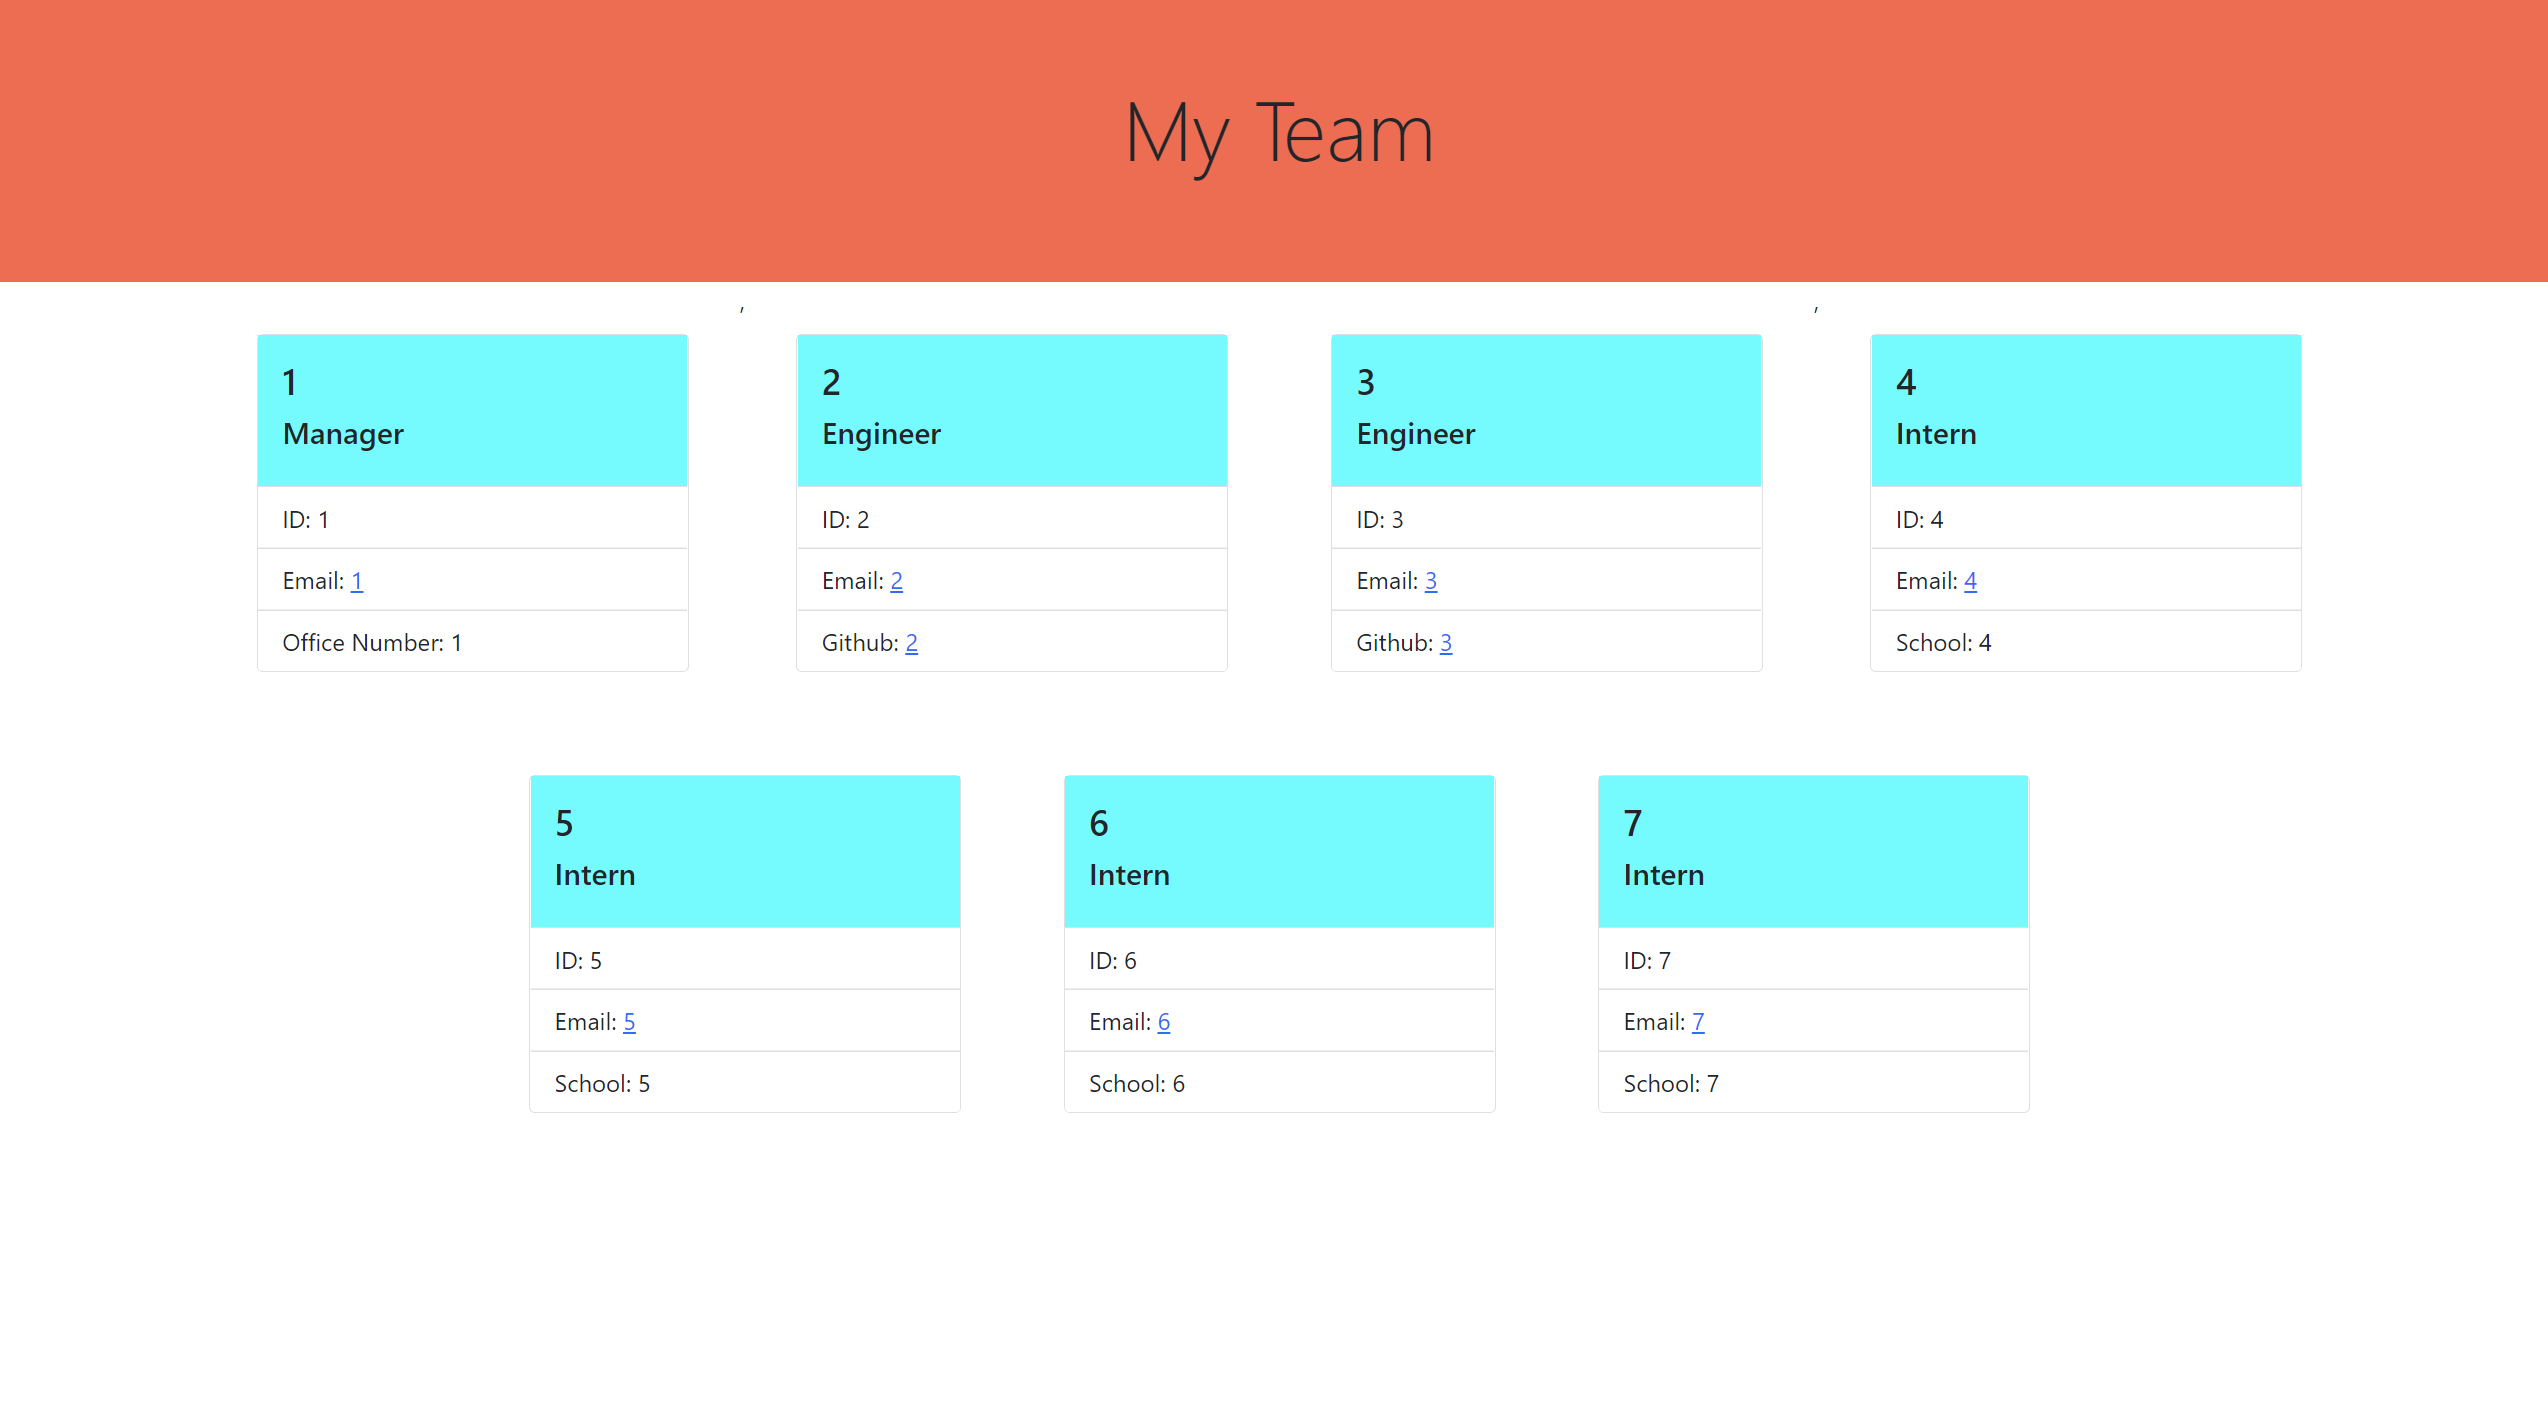 My Team
, ,
1
Manager
ID: 1
Email: 1
Office Number: 1
2
Engineer
ID: 2
Email: 2
Github: 2
3
Engineer
ID: 3
Email: 3
Github: 3
4
Intern
ID: 4
Email: 4
School: 4
5
Intern
ID: 5
Email: 5
School: 5
6
Intern
ID: 6
Email: 6
School: 6
7
Intern
ID: 7
Email: 7
School: 7